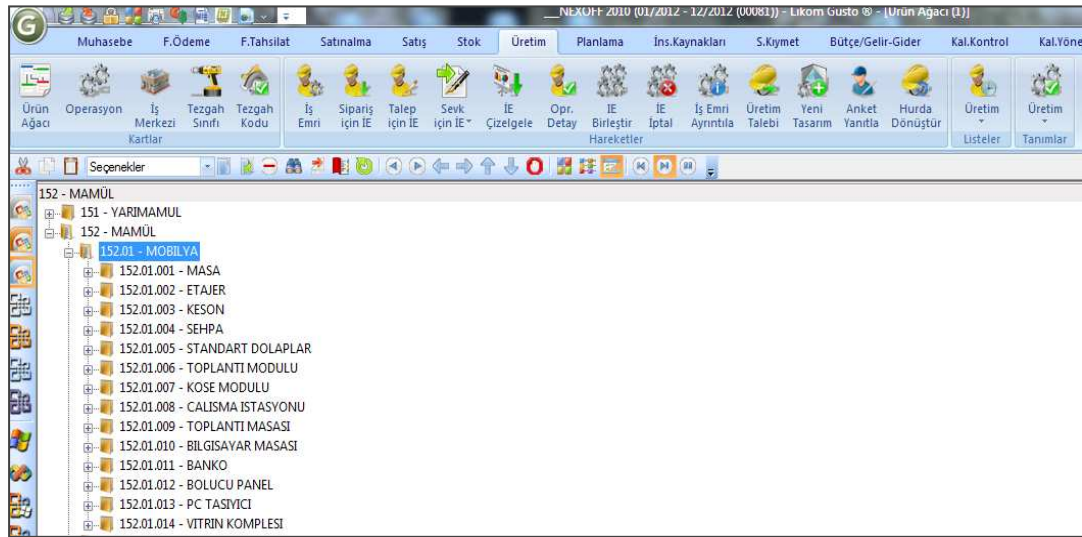 __NEXOFF 2010 (01/2012 - 12/2012 (00081)) - Likom Gusto ® - [Ürün Ağacı (1)]
G
Muhasebe F.Ödeme F.Tahsilat Satınalma Satış Stok Üretim Planlama İns.Kaynakları S.Kıymet Bütçe/Gelir-Gider Kal.Kontrol Kal.Yöne
Ürün Ağacı Operasyon İş Merkezi Tezgah Sınıfı Tezgah Kodu İş Emri Sipariş için İE Talep için İE Sevk için İE İE Çizelgele Opr. Detay IE Birleştir İE İptal İş Emri Ayrıntıla Üretim Talebi Yeni Tasarım Anket Yanıtla Hurda Dönüştür Üretim Üretim
Kartlar Hareketler Listeler Tanımlar
Seçenekler
152 - MAMÜL
151 - YARIMAMUL
152 - MAMÜL
152.01 - MOBILYA
152.01.001 - MASA
152.01.002 - ETAJER
152.01.003 - KESON
152.01.004 - SEHPA
152.01.005 - STANDART DOLAPLAR
152.01.006 - TOPLANTI MODULU
152.01.007 - KOSE MODULU
152.01.008 - CALISMA ISTASYONU
152.01.009 - TOPLANTI MASASI
152.01.010 - BILGISAYAR MASASI
152.01.011 - BANKO
152.01.012 - BOLUCU PANEL
152.01.013 - PC TASIYICI
152.01.014 - VITRIN KOMPLESI